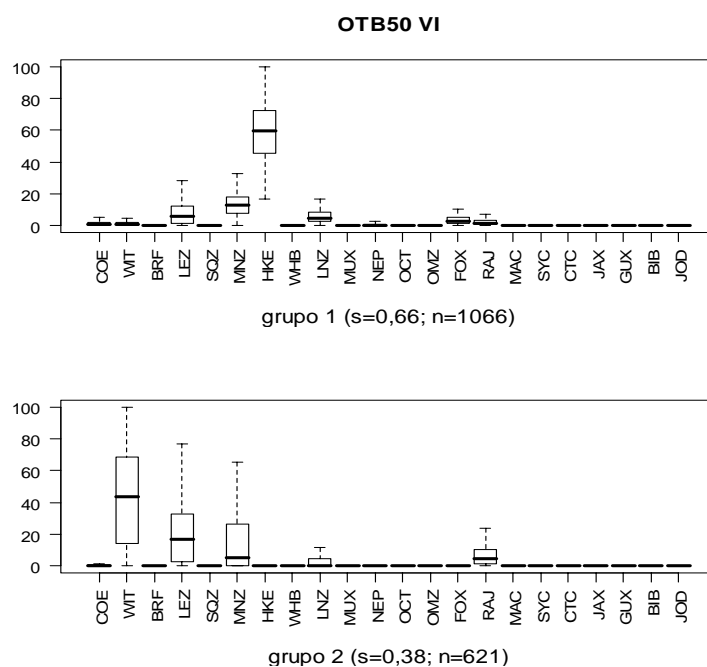 OTB50 VI
100
80
60
40
20
0
COE WIT BRF LEZ SQZ MNZ HKE WHB LNZ MUX NEP OCT OMZ FOX RAJ MAC SYC CTC JAX GUX BIB JOD
grupo 1 (s=0,66; n=1066)
100
80
60
40
20
0
COE WIT BRF LEZ SQZ MNZ HKE WHB LNZ MUX NEP OCT OMZ FOX RAJ MAC SYC CTC JAX GUX BIB JOD
grupo 2 (s=0,38; n=621)